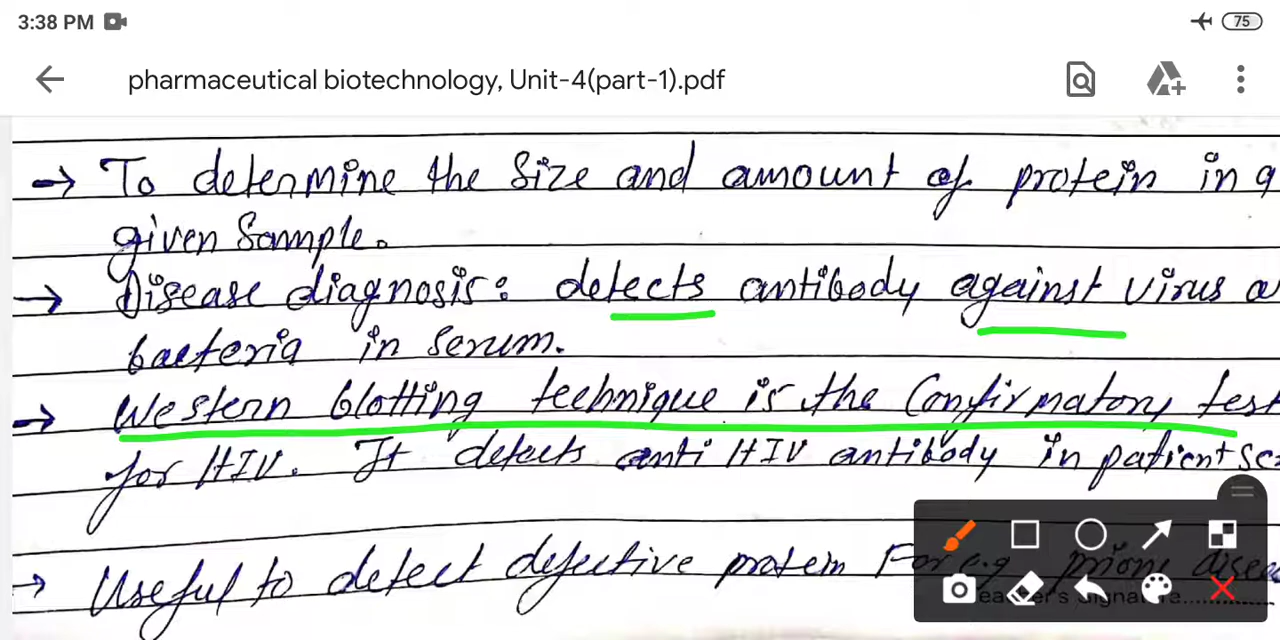 3:38 PM 75
pharmaceutical biotechnology, Unit-4(part-1).pdf
→ To determine the size and amount of protein in a
given Sample.
→ Disease diagnosis: detects antibody against virus
bacteria in serum.
→ Western blotting technique is the Confirmatory test
for HIV. It detects anti HIV antibody in patient
→ Useful to detect defective protein For e.g. prions